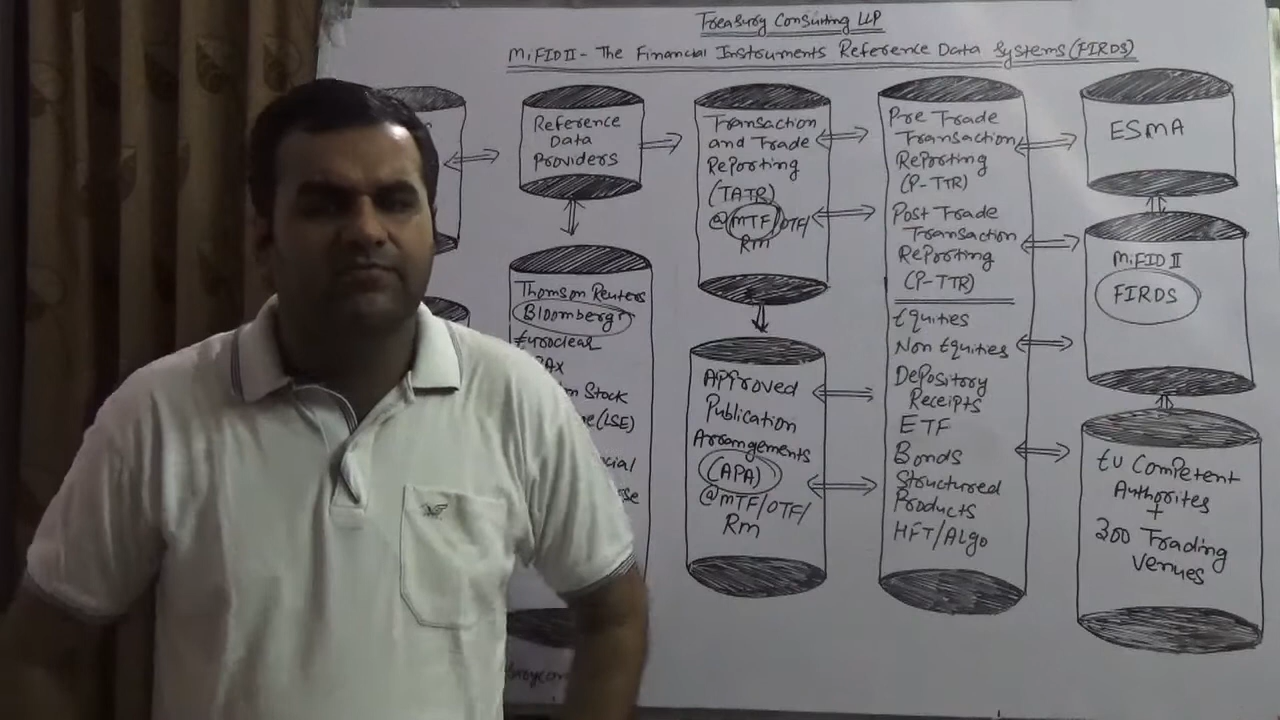 Treasury Consulting LLP
MiFID II - The Financial Instruments Reference Data Systems (FIRDS)
Reference
Data
Providers
Thomson Reuters
Bloomberg
Euroclear
Stock
(LSE)
Transaction
and Trade
Reporting
(TATR)
@MTF/OTF/
Rm
Approved
Publication
Arrangements
(APA)
@MTF/OTF/
Rm
Pre Trade
Transaction
Reporting
(P-TTR)
Post Trade
Transaction
Reporting
(P-TTR)
Equities
Non Equities
Depository
Receipts
ETF
Bonds
Structured
Products
HFT/Algo
ESMA
MiFID II
FIRDS
EU Competent
Authorites
+
300 Trading
Venues